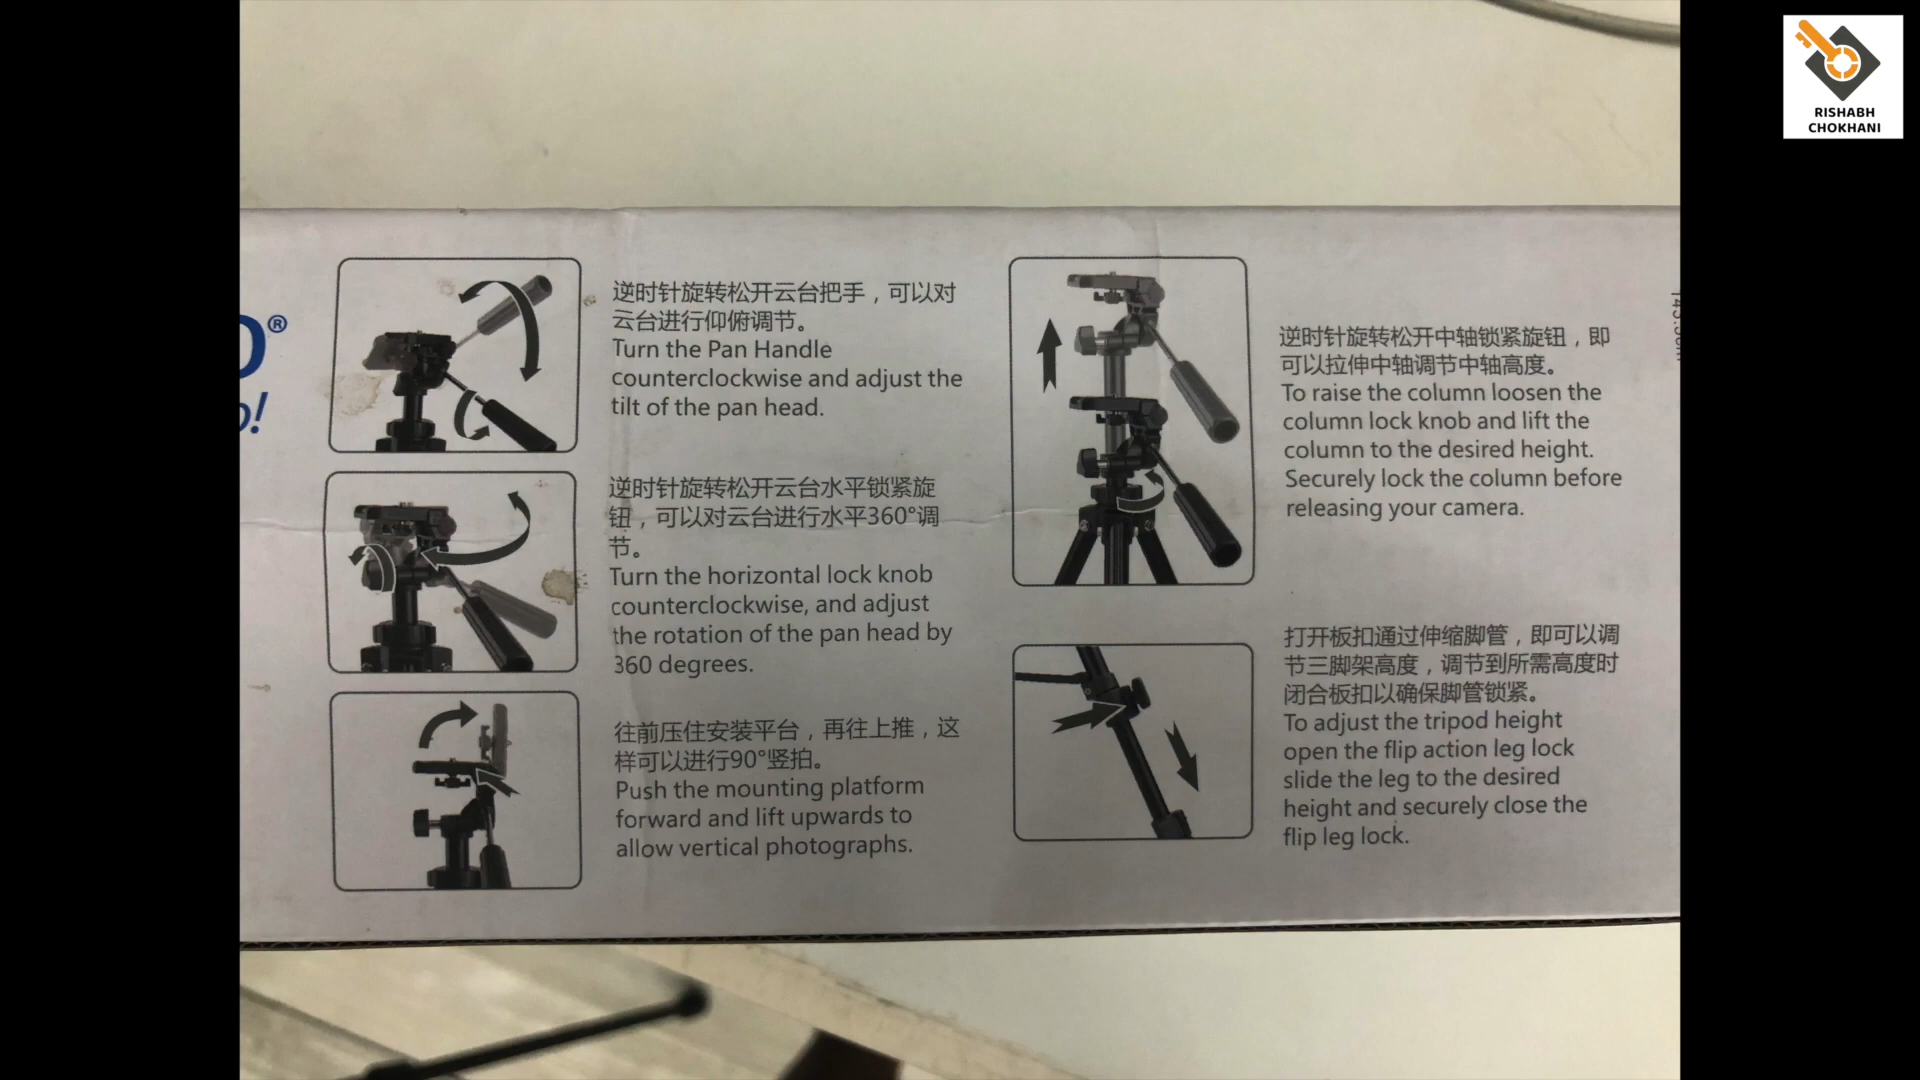 RISHABH
CHOKHANI
®
o!
逆时针旋转松开云台把手，可以对
云台进行仰俯调节。
Turn the Pan Handle
counterclockwise and adjust the
tilt of the pan head.
逆时针旋转松开云台水平锁紧旋
钮，可以对云台进行水平360°调
节。
Turn the horizontal lock knob
counterclockwise, and adjust
the rotation of the pan head by
360 degrees.
往前压住安装平台，再往上推，这
样可以进行90°竖拍。
Push the mounting platform
forward and lift upwards to
allow vertical photographs.
逆时针旋转松开中轴锁紧旋钮，即
可以拉伸中轴调节中轴高度。
To raise the column loosen the
column lock knob and lift the
column to the desired height.
Securely lock the column before
releasing your camera.
打开板扣通过伸缩脚管，即可以调
节三脚架高度，调节到所需高度时
闭合板扣以确保脚管锁紧。
To adjust the tripod height
open the flip action leg lock
slide the leg to the desired
height and securely close the
flip leg lock.